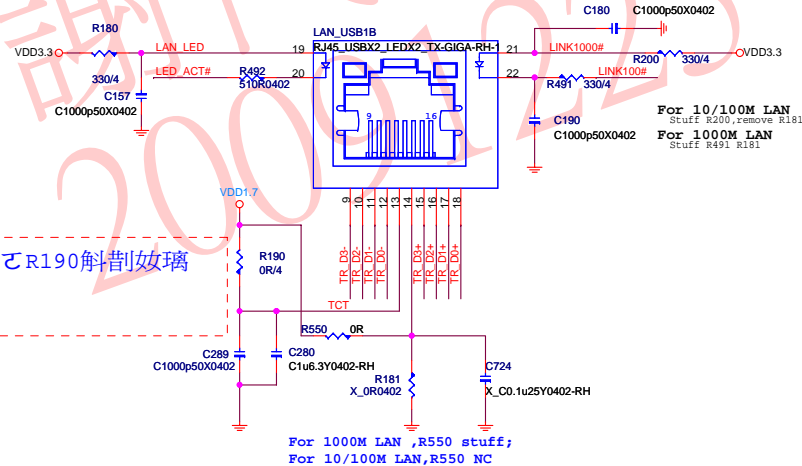 C180
C1000p50X0402
R180
LAN_USB1B
RJ45_USBX2_LEDX2_TX-GIGA-RH-1
VDD3.3
LAN_LED
19
21
LINK1000#
R200
330/4
VDD3.3
330/4
LED_ACT#
R492
510R0402
20
22
LINK100#
R491
330/4
C157
C1000p50X0402
C190
C1000p50X0402
For 10/100M LAN
Stuff R200,remove R181
For 1000M LAN
Stuff R491 R181
9
16
20091223
VDD1.7
9
10
11
12
13
14
15
16
17
18
TR_D3-
TR_D2-
TR_D1-
TR_D0-
TR_D3+
TR_D2+
TR_D1+
TR_D0+
R190
0R/4
TCT
R550
0R
C289
C1000p50X0402
C280
C1u6.3Y0402-RH
R181
X_0R0402
C724
X_C0.1u25Y0402-RH
For 1000M LAN ,R550 stuff;
For 10/100M LAN,R550 NC